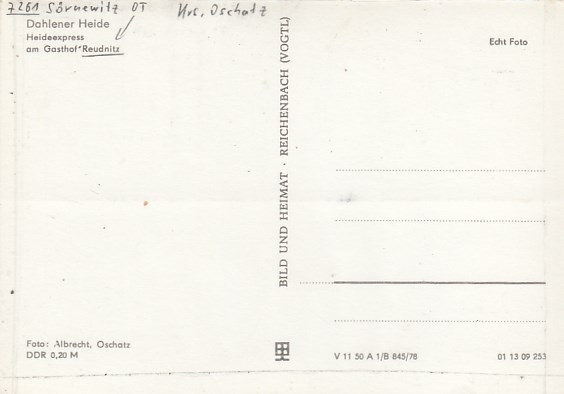 7261 Sörnewitz OT Krs. Oschatz
Dahlener Heide
Heideexpress
am Gasthof Reudnitz
Echt Foto
BILD UND HEIMAT · REICHENBACH (VOGTL)
Foto: Albrecht, Oschatz
DDR 0,20 M
V 11 50 A 1/B 845/78
01 13 09 253